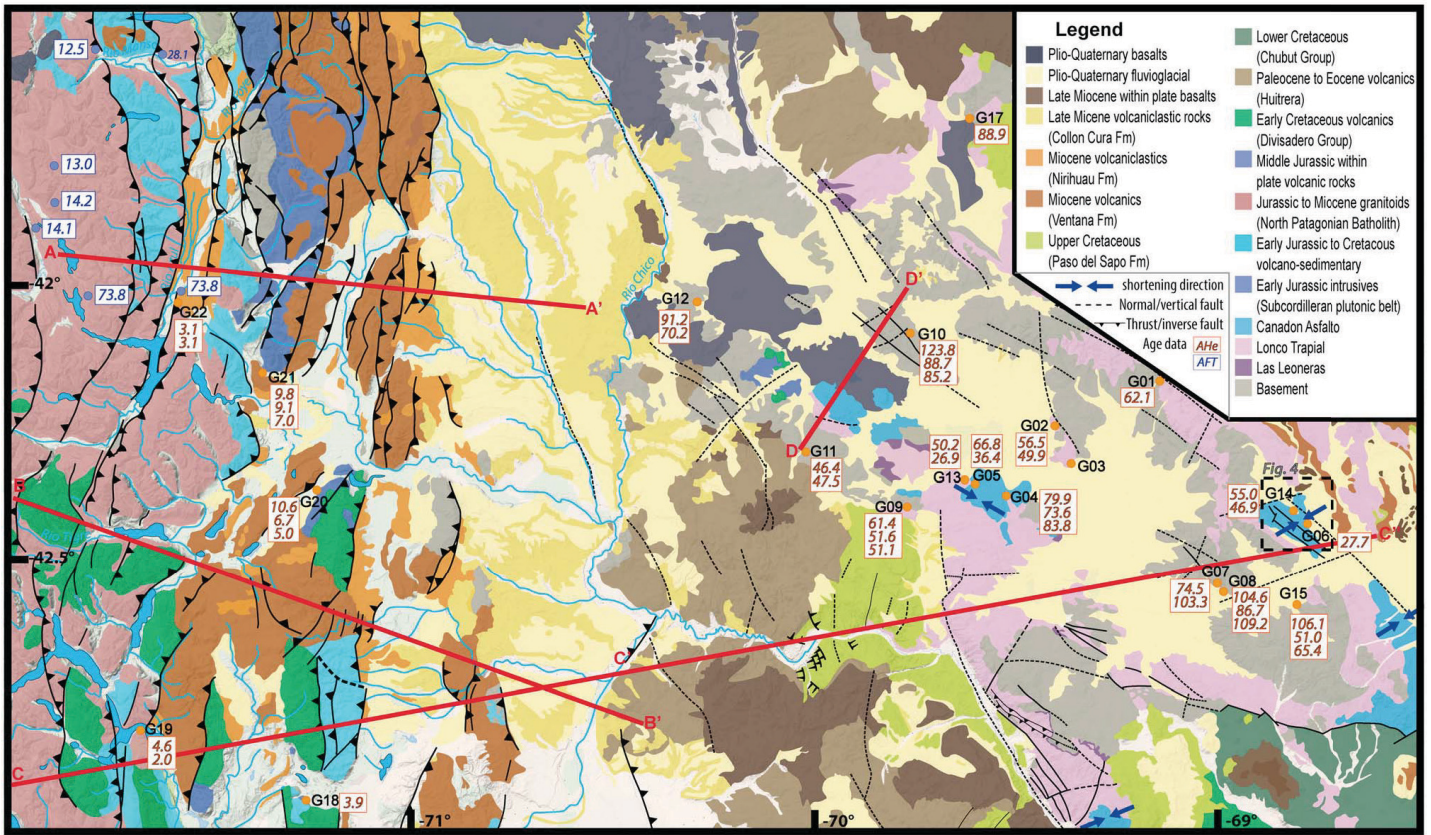 Legend
Plio-Quaternary basalts
Plio-Quaternary fluvioglacial
Late Miocene within plate basalts
Late Micene volcaniclastic rocks
(Collon Cura Fm)
Miocene volcaniclastics
(Nirihuau Fm)
Miocene volcanics
(Ventana Fm)
Upper Cretaceous
(Paso del Sapo Fm)
Lower Cretaceous
(Chubut Group)
Paleocene to Eocene volcanics
(Huitrera)
Early Cretaceous volcanics
(Divisadero Group)
Middle Jurassic within
plate volcanic rocks
Jurassic to Miocene granitoids
(North Patagonian Batholith)
Early Jurassic to Cretacous
volcano-sedimentary
Early Jurassic intrusives
(Subcordilleran plutonic belt)
Canadon Asfalto
Lonco Trapial
Las Leoneras
Basement
shortening direction
Normal/vertical fault
Thrust/inverse fault
Age data
AHe
AFT
12.5
28.1
13.0
14.2
14.1
A
-42°
73.8
73.8
G22
3.1
3.1
A'
Rio Chico
G12
91.2
70.2
D'
G10
123.8
88.7
85.2
G17
88.9
G21
9.8
9.1
7.0
G01
62.1
G02
56.5
49.9
G03
D
G11
46.4
47.5
50.2
26.9
66.8
36.4
G13
G05
G04
79.9
73.6
83.8
G09
61.4
51.6
51.1
10.6
6.7
5.0
G20
-42.5°
Fig. 4
55.0
46.9
G14
G06
27.7
C'
G07
74.5
103.3
G08
104.6
86.7
109.2
G15
106.1
51.0
65.4
C
B'
G19
4.6
2.0
C
G18
3.9
-71°
-70°
-69°